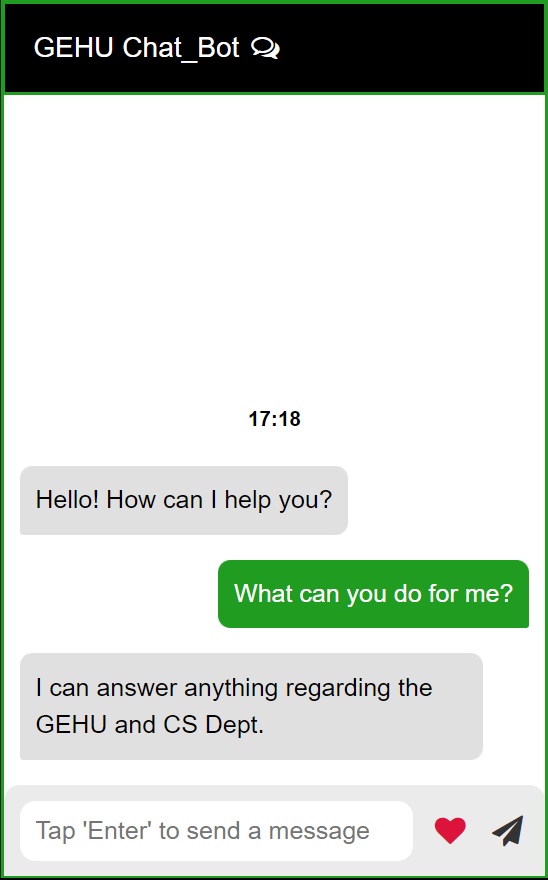 GEHU Chat_Bot
17:18
Hello! How can I help you?
What can you do for me?
I can answer anything regarding the
GEHU and CS Dept.
Tap 'Enter' to send a message